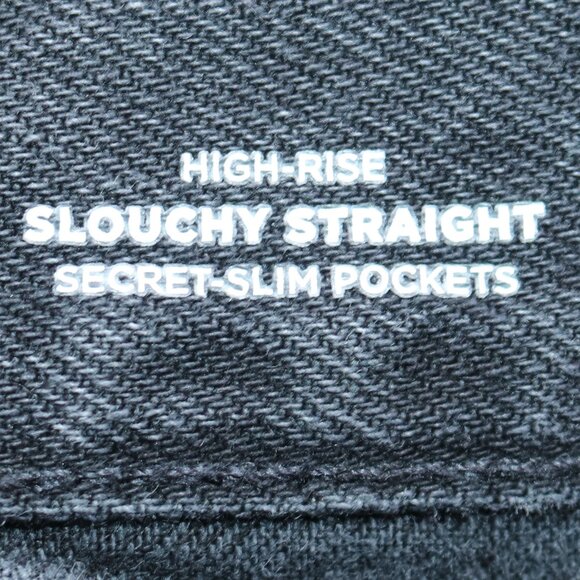 HIGH-RISE
SLOUCHY STRAIGHT
SECRET-SLIM POCKETS